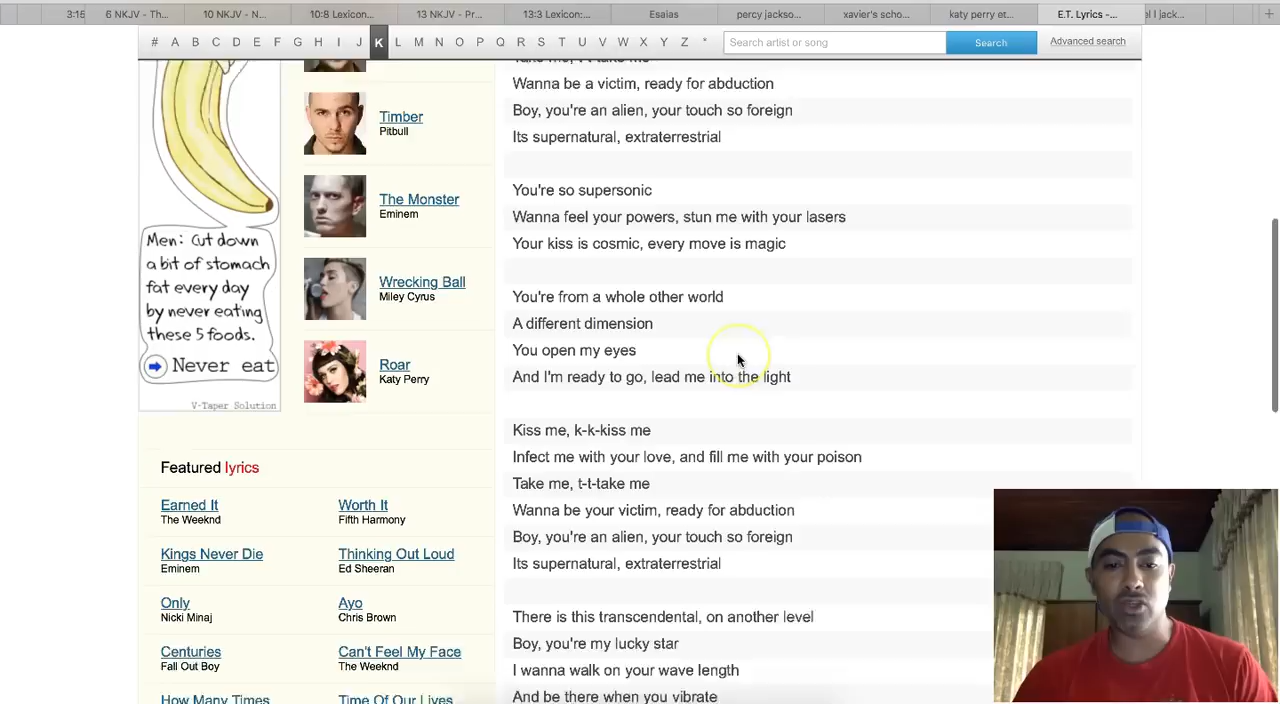 3:15
6 NKJV - Th...
10 NKJV - N...
10:8 Lexicon...
13 NKJV - Pr...
13:3 Lexicon:...
Esaias
percy jackso...
xavier's scho...
katy perry et...
E.T. Lyrics -...
l I jack...
# A B C D E F G H I J K L M N O P Q R S T U V W X Y Z *
Search artist or song
Search
Advanced search
Timber
Pitbull
The Monster
Eminem
Wrecking Ball
Miley Cyrus
Roar
Katy Perry
Men: Cut down
a bit of stomach
fat every day
by never eating
these 5 foods.
Never eat
V-Taper Solution
Featured lyrics
Earned It
The Weeknd
Worth It
Fifth Harmony
Kings Never Die
Eminem
Thinking Out Loud
Ed Sheeran
Only
Nicki Minaj
Ayo
Chris Brown
Centuries
Fall Out Boy
Can't Feel My Face
The Weeknd
How Many Times
Time Of Our Lives
Wanna be a victim, ready for abduction
Boy, you're an alien, your touch so foreign
Its supernatural, extraterrestrial
You're so supersonic
Wanna feel your powers, stun me with your lasers
Your kiss is cosmic, every move is magic
You're from a whole other world
A different dimension
You open my eyes
And I'm ready to go, lead me into the light
Kiss me, k-k-kiss me
Infect me with your love, and fill me with your poison
Take me, t-t-take me
Wanna be your victim, ready for abduction
Boy, you're an alien, your touch so foreign
Its supernatural, extraterrestrial
There is this transcendental, on another level
Boy, you're my lucky star
I wanna walk on your wave length
And be there when you vibrate